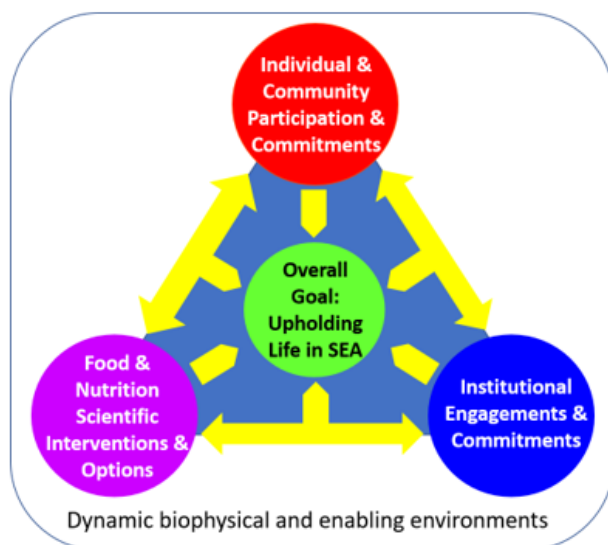 Individual &
Community
Participation &
Commitments
Overall
Goal:
Upholding
Life in SEA
Food &
Nutrition
Scientific
Interventions &
Options
Institutional
Engagements &
Commitments
Dynamic biophysical and enabling environments